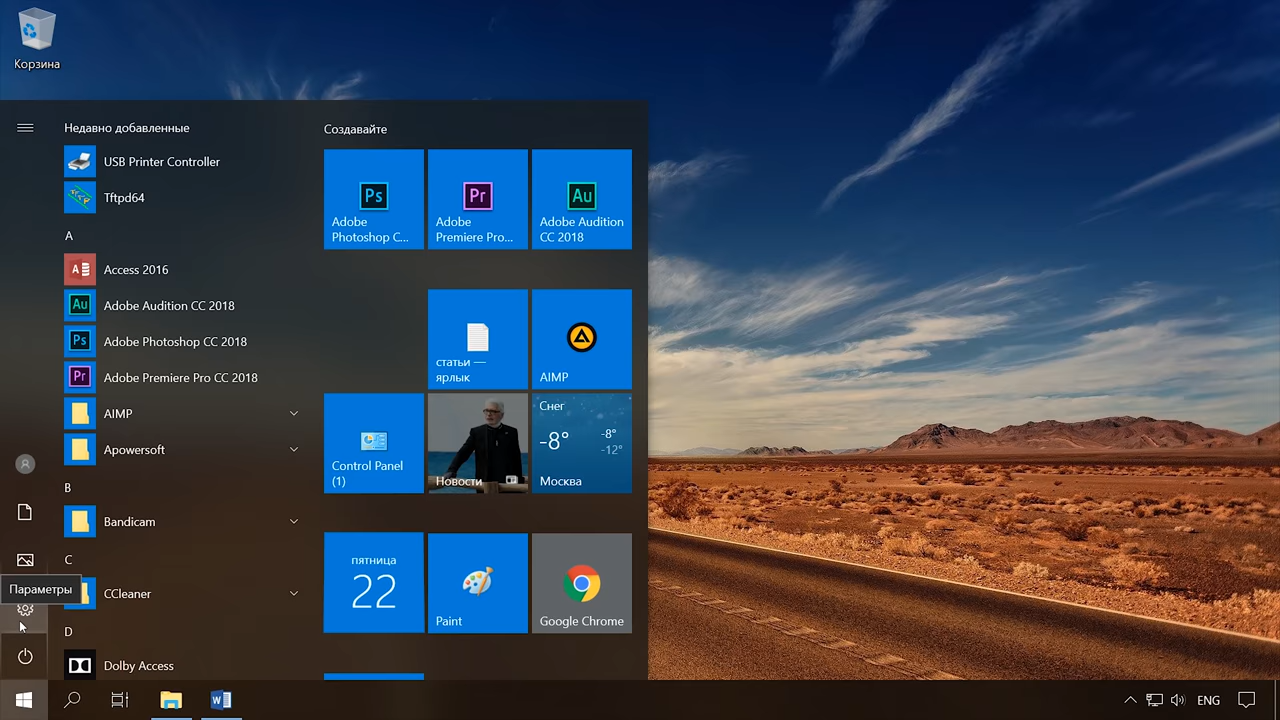 Корзина
Недавно добавленные
USB Printer Controller
Tftpd64
A
Access 2016
Adobe Audition CC 2018
Adobe Photoshop CC 2018
Adobe Premiere Pro CC 2018
AIMP
Apowersoft
B
Bandicam
C
CCleaner
D
Dolby Access
Параметры
Создавайте
Ps
Adobe
Photoshop C...
Pr
Adobe
Premiere Pro...
Au
Adobe Audition
CC 2018
статьи —
ярлык
AIMP
Control Panel
(1)
Новости
Снег
-8°
-8°
-12°
Москва
пятница
22
Paint
Google Chrome
ENG